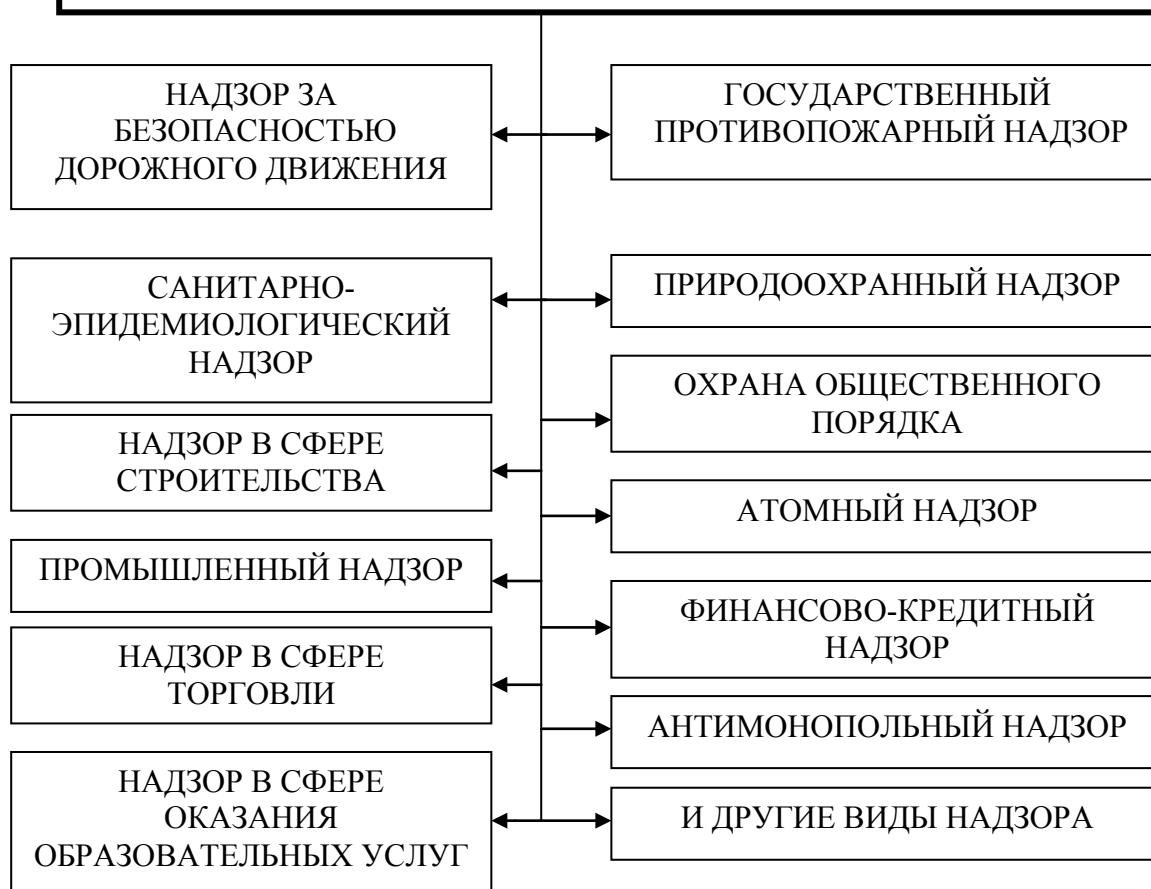 НАДЗОР ЗА
БЕЗОПАСНОСТЬЮ
ДОРОЖНОГО ДВИЖЕНИЯ
ГОСУДАРСТВЕННЫЙ
ПРОТИВОПОЖАРНЫЙ НАДЗОР
САНИТАРНО-
ЭПИДЕМИОЛОГИЧЕСКИЙ
НАДЗОР
ПРИРОДООХРАННЫЙ НАДЗОР
ОХРАНА ОБЩЕСТВЕННОГО
ПОРЯДКА
НАДЗОР В СФЕРЕ
СТРОИТЕЛЬСТВА
АТОМНЫЙ НАДЗОР
ПРОМЫШЛЕННЫЙ НАДЗОР
ФИНАНСОВО-КРЕДИТНЫЙ
НАДЗОР
НАДЗОР В СФЕРЕ
ТОРГОВЛИ
АНТИМОНОПОЛЬНЫЙ НАДЗОР
НАДЗОР В СФЕРЕ
ОКАЗАНИЯ
ОБРАЗОВАТЕЛЬНЫХ УСЛУГ
И ДРУГИЕ ВИДЫ НАДЗОРА